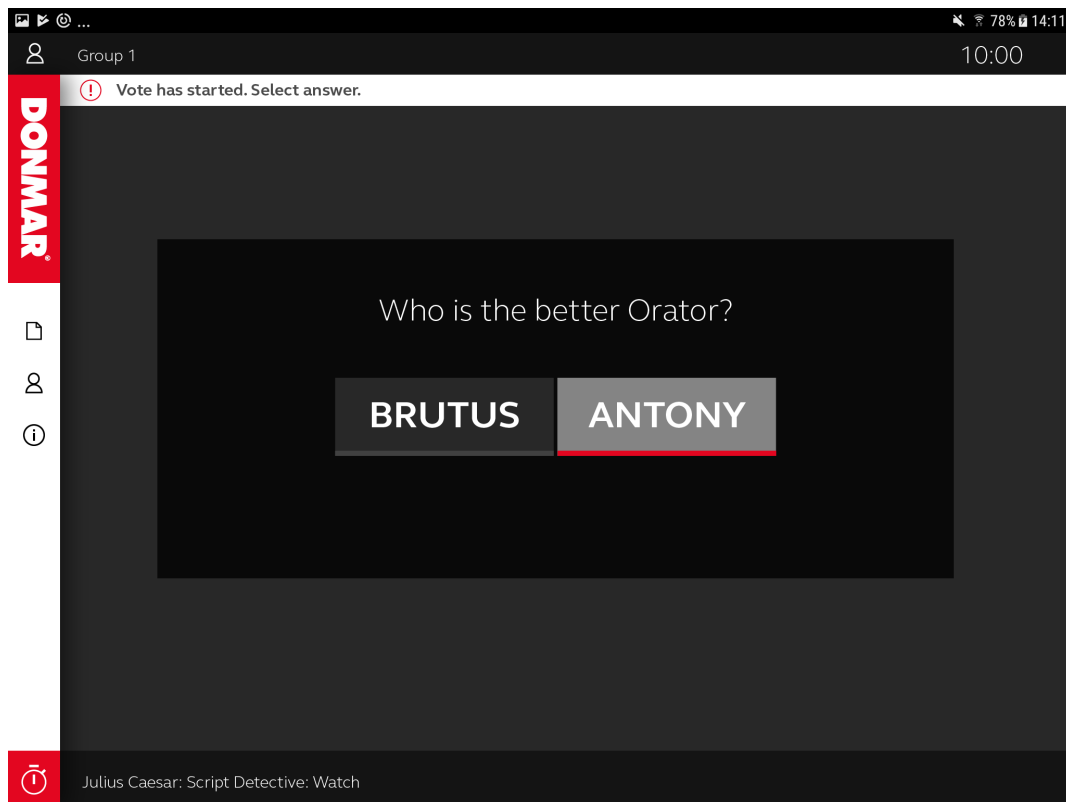 ... 78% 14:11
Group 1 10:00
Vote has started. Select answer.
DONMAR®
Who is the better Orator?
BRUTUS ANTONY
Julius Caesar: Script Detective: Watch